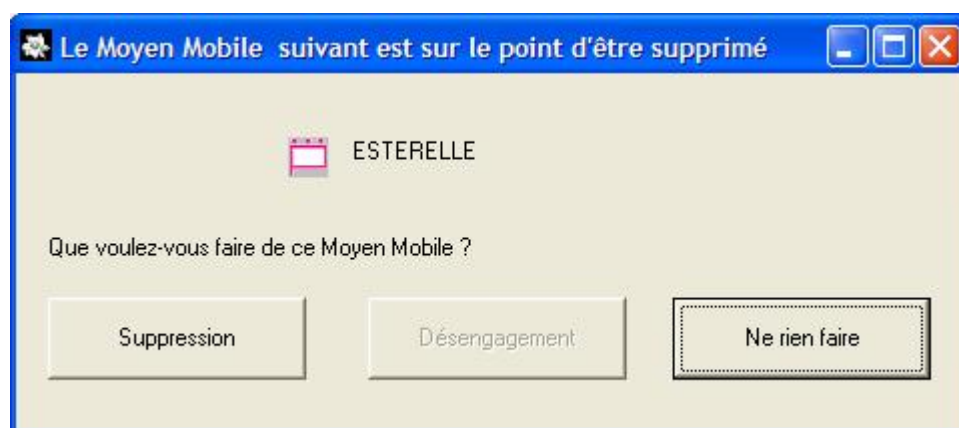 Le Moyen Mobile suivant est sur le point d'être supprimé
ESTERELLE
Que voulez-vous faire de ce Moyen Mobile ?
Suppression
Désengagement
Ne rien faire